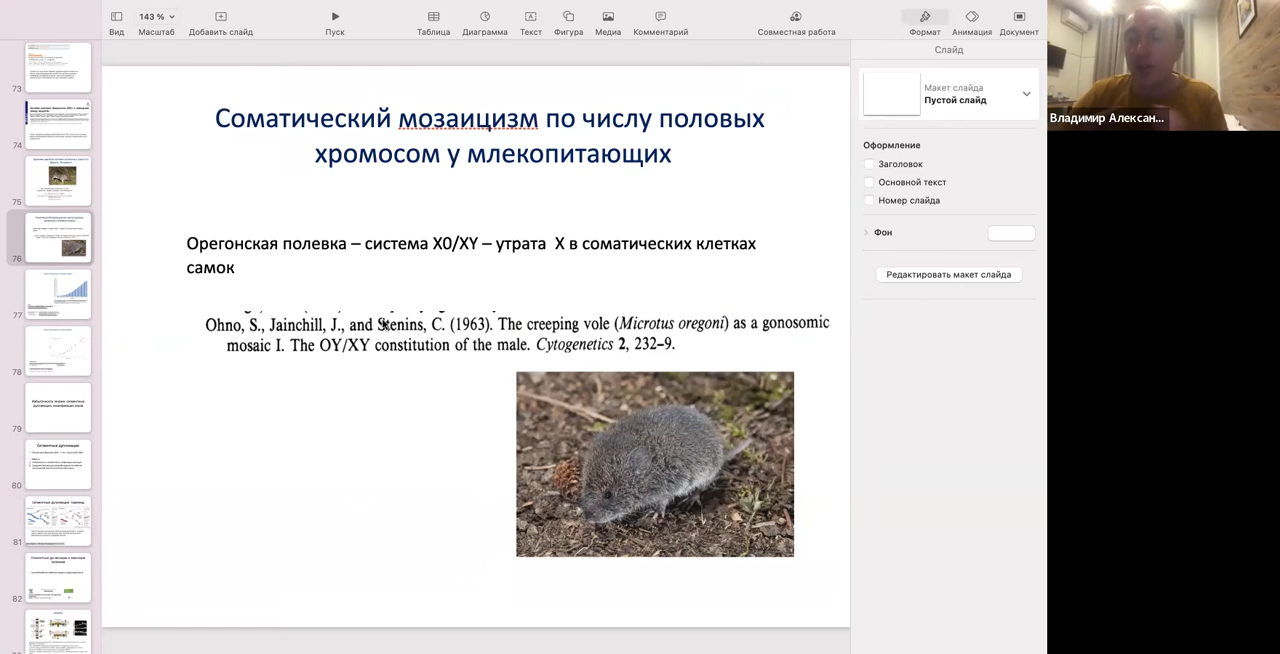 143 %
Вид
Масштаб
Добавить слайд
Пуск
Таблица
Диаграмма
Текст
Фигура
Медиа
Комментарий
Совместная работа
Формат
Анимация
Документ
73
74
75
76
77
78
79
80
81
82
Сегментные дупликации
Соматический мозаицизм по числу половых
хромосом у млекопитающих
Орегонская полевка – система X0/XY – утрата X в соматических клетках
самок
Ohno, S., Jainchill, J., and Stenins, C. (1963). The creeping vole (Microtus oregoni) as a gonosomic
mosaic I. The OY/XY constitution of the male. Cytogenetics 2, 232–9.
Слайд
Макет слайда
Пустой слайд
Оформление
Заголовок
Основной текст
Номер слайда
Фон
Редактировать макет слайда
Владимир Алексан...